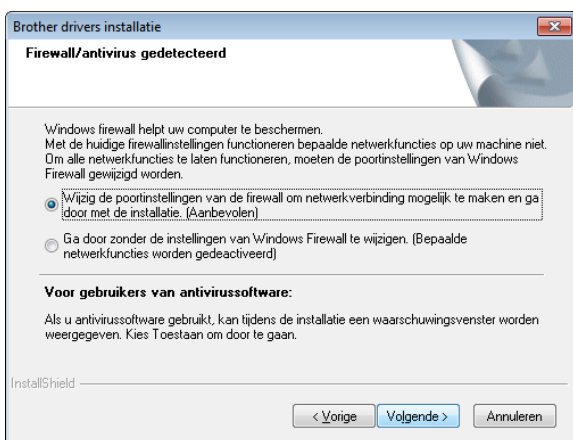 Brother drivers installatie
Firewall/antivirus gedetecteerd
Windows firewall helpt uw computer te beschermen.
Met de huidige firewallinstellingen functioneren bepaalde netwerkfuncties op uw machine niet.
Om alle netwerkfuncties te laten functioneren, moeten de poortinstellingen van Windows
Firewall gewijzigd worden.
Wijzig de poortinstellingen van de firewall om netwerkverbinding mogelijk te maken en ga
door met de installatie. (Aanbevolen)
Ga door zonder de instellingen van Windows Firewall te wijzigen. (Bepaalde
netwerkfuncties worden gedeactiveerd)
Voor gebruikers van antivirussoftware:
Als u antivirussoftware gebruikt, kan tijdens de installatie een waarschuwingsvenster worden
weergegeven. Kies Toestaan om door te gaan.
InstallShield
< Vorige Volgende > Annuleren